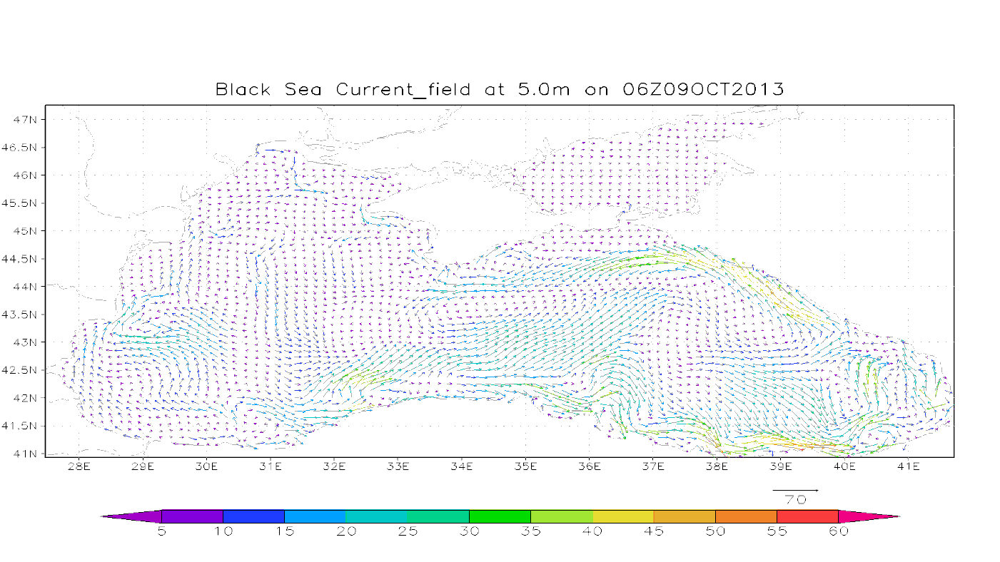 Black Sea Current_field at 5.0m on 06Z09OCT2013
47N
46.5N
46N
45.5N
45N
44.5N
44N
43.5N
43N
42.5N
42N
41.5N
41N
28E 29E 30E 31E 32E 33E 34E 35E 36E 37E 38E 39E 40E 41E
70
5 10 15 20 25 30 35 40 45 50 55 60